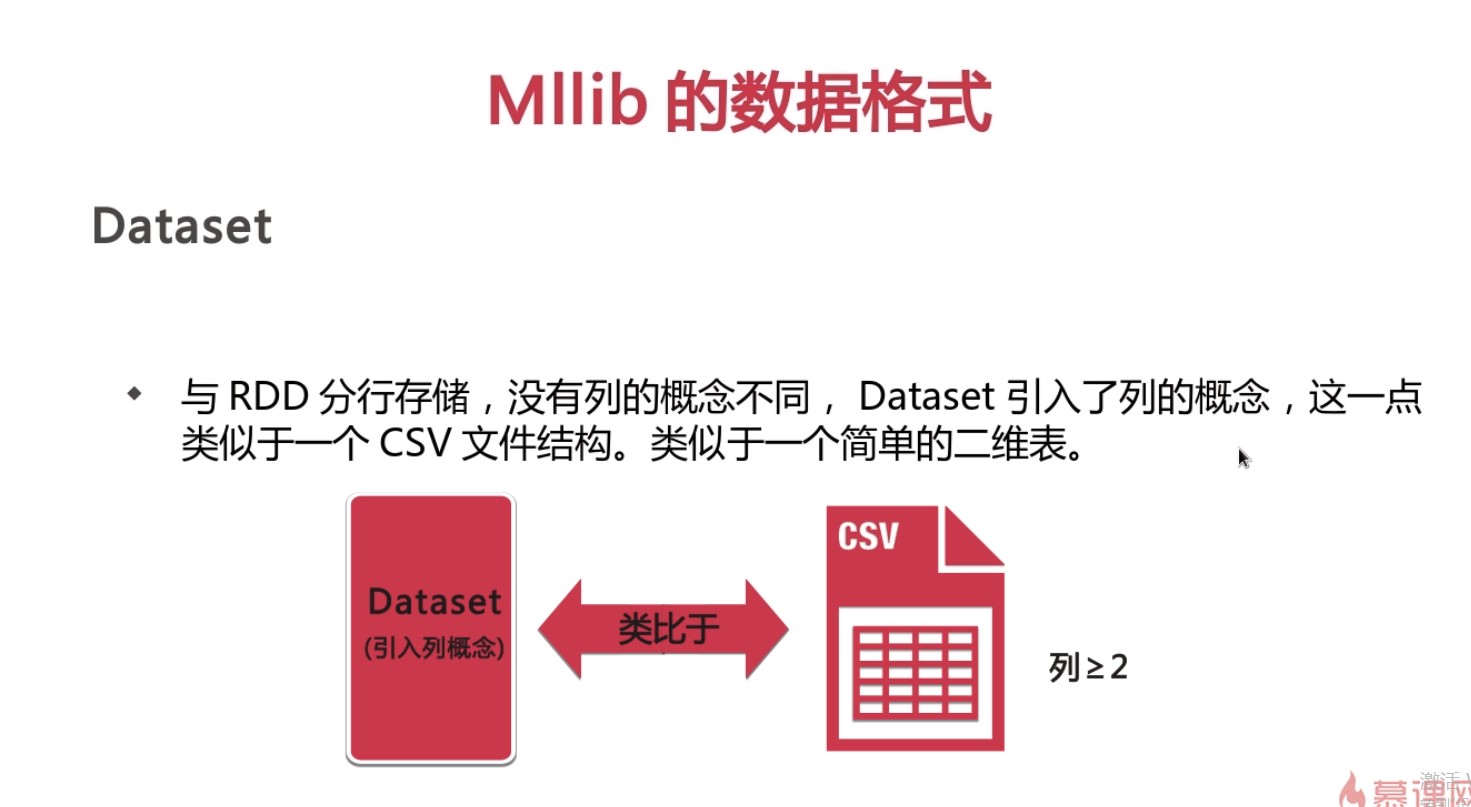 Mllib 的数据格式
Dataset
与 RDD 分行存储，没有列的概念不同， Dataset 引入了列的概念，这一点
类似于一个 CSV 文件结构。类似于一个简单的二维表。
Dataset
(引入列概念)
类比于
CSV
列≥2
激活
慕课网